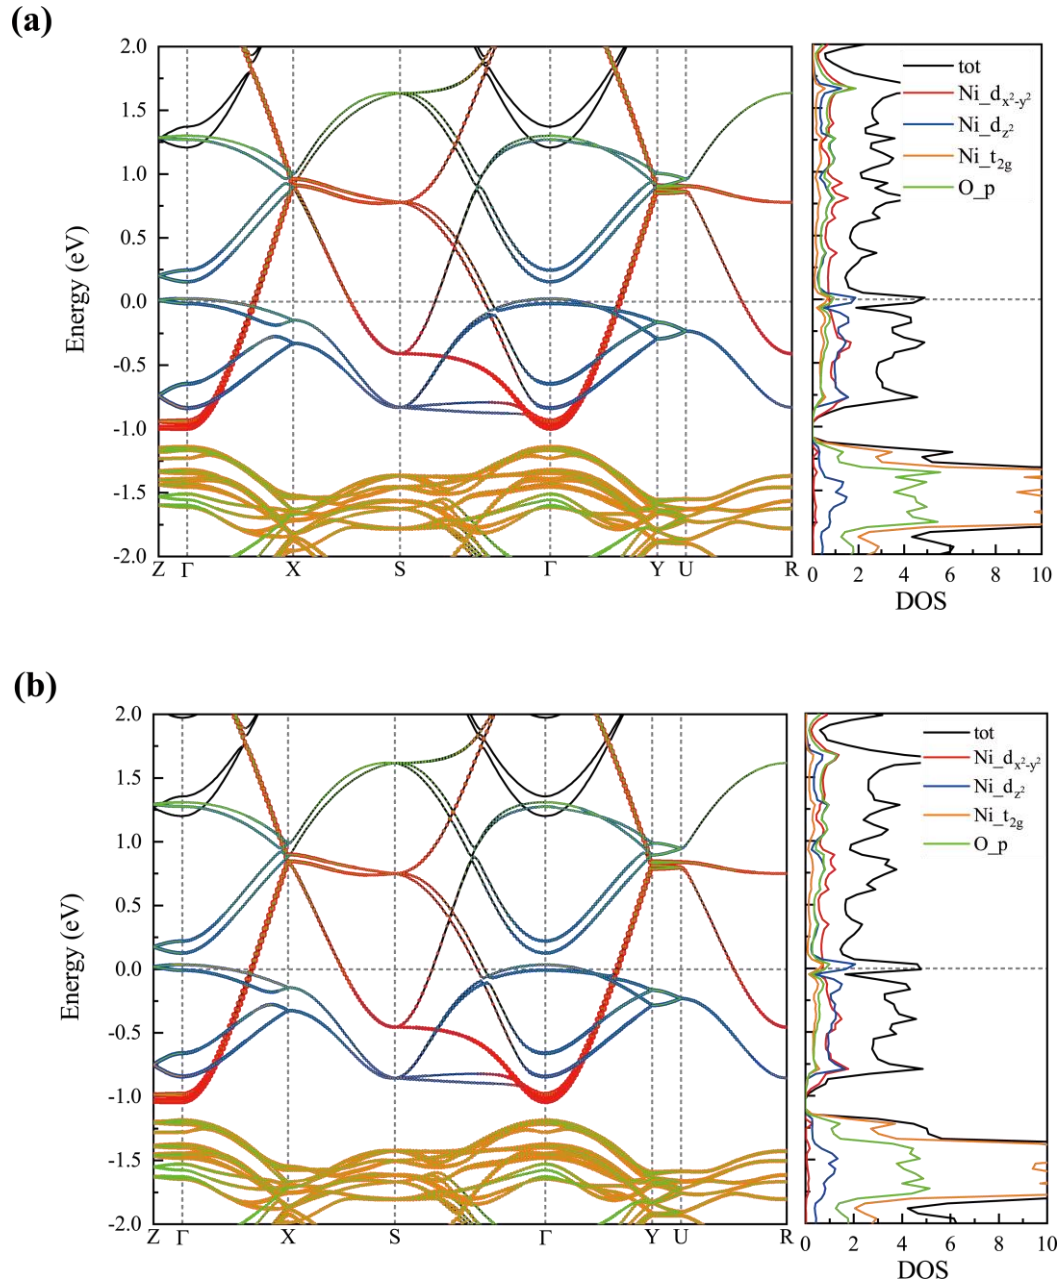 (a)
2.0
1.5
1.0
0.5
0.0
-0.5
-1.0
-1.5
-2.0
Energy (eV)
Z Γ X S Γ Y U R
tot
Ni_dx²-y²
Ni_dz²
Ni_t2g
O_p
0 2 4 6 8 10
DOS
(b)
2.0
1.5
1.0
0.5
0.0
-0.5
-1.0
-1.5
-2.0
Energy (eV)
Z Γ X S Γ Y U R
tot
Ni_dx²-y²
Ni_dz²
Ni_t2g
O_p
0 2 4 6 8 10
DOS